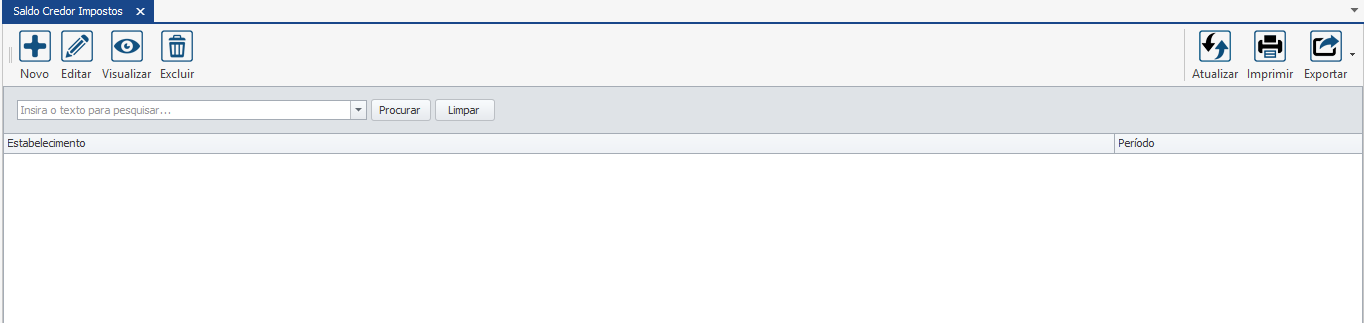 Saldo Credor Impostos
Novo Editar Visualizar Excluir Atualizar Imprimir Exportar
Insira o texto para pesquisar... Procurar Limpar
Estabelecimento Período